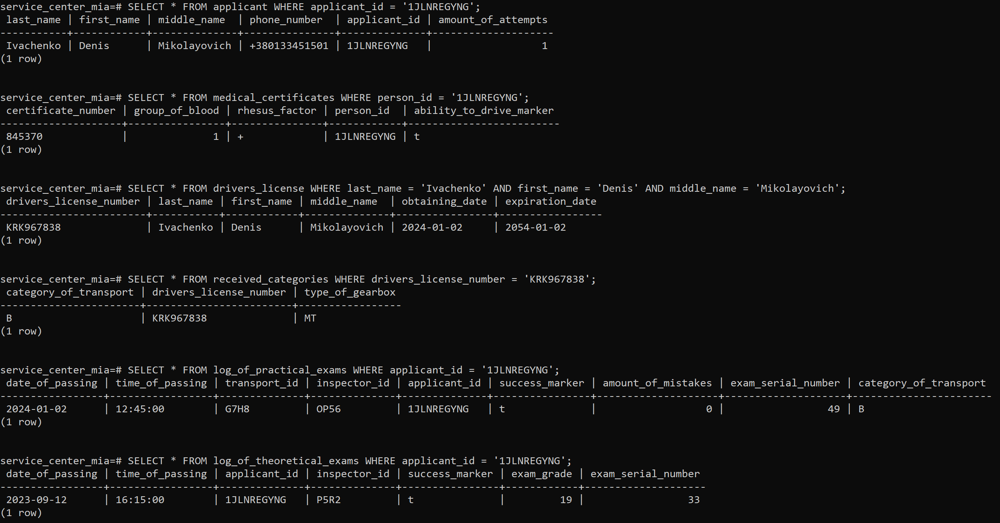 service_center_mia=# SELECT * FROM applicant WHERE applicant_id = '1JLNREGYNG';
 last_name | first_name | middle_name  | phone_number  | applicant_id | amount_of_attempts
-----------+------------+--------------+---------------+--------------+--------------------
 Ivachenko | Denis      | Mikolayovich | +380133451501 | 1JLNREGYNG   |                  1
(1 row)
service_center_mia=# SELECT * FROM medical_certificates WHERE person_id = '1JLNREGYNG';
 certificate_number | group_of_blood | rhesus_factor | person_id  | ability_to_drive_marker
--------------------+----------------+---------------+------------+-------------------------
 845370             |              1 | +             | 1JLNREGYNG | t
(1 row)
service_center_mia=# SELECT * FROM drivers_license WHERE last_name = 'Ivachenko' AND first_name = 'Denis' AND middle_name = 'Mikolayovich';
 drivers_license_number | last_name | first_name | middle_name  | obtaining_date | expiration_date
------------------------+-----------+------------+--------------+----------------+-----------------
 KRK967838              | Ivachenko | Denis      | Mikolayovich | 2024-01-02     | 2054-01-02
(1 row)
service_center_mia=# SELECT * FROM received_categories WHERE drivers_license_number = 'KRK967838';
 category_of_transport | drivers_license_number | type_of_gearbox
-----------------------+------------------------+-----------------
 B                     | KRK967838              | MT
(1 row)
service_center_mia=# SELECT * FROM log_of_practical_exams WHERE applicant_id = '1JLNREGYNG';
 date_of_passing | time_of_passing | transport_id | inspector_id | applicant_id | success_marker | amount_of_mistakes | exam_serial_number | category_of_transport
-----------------+-----------------+--------------+--------------+--------------+----------------+--------------------+--------------------+-----------------------
 2024-01-02      | 12:45:00        | G7H8         | OP56         | 1JLNREGYNG   | t              |                  0 |                 49 | B
(1 row)
service_center_mia=# SELECT * FROM log_of_theoretical_exams WHERE applicant_id = '1JLNREGYNG';
 date_of_passing | time_of_passing | applicant_id | inspector_id | success_marker | exam_grade | exam_serial_number
-----------------+-----------------+--------------+--------------+----------------+------------+--------------------
 2023-09-12      | 16:15:00        | 1JLNREGYNG   | P5R2         | t              |         19 |                 33
(1 row)